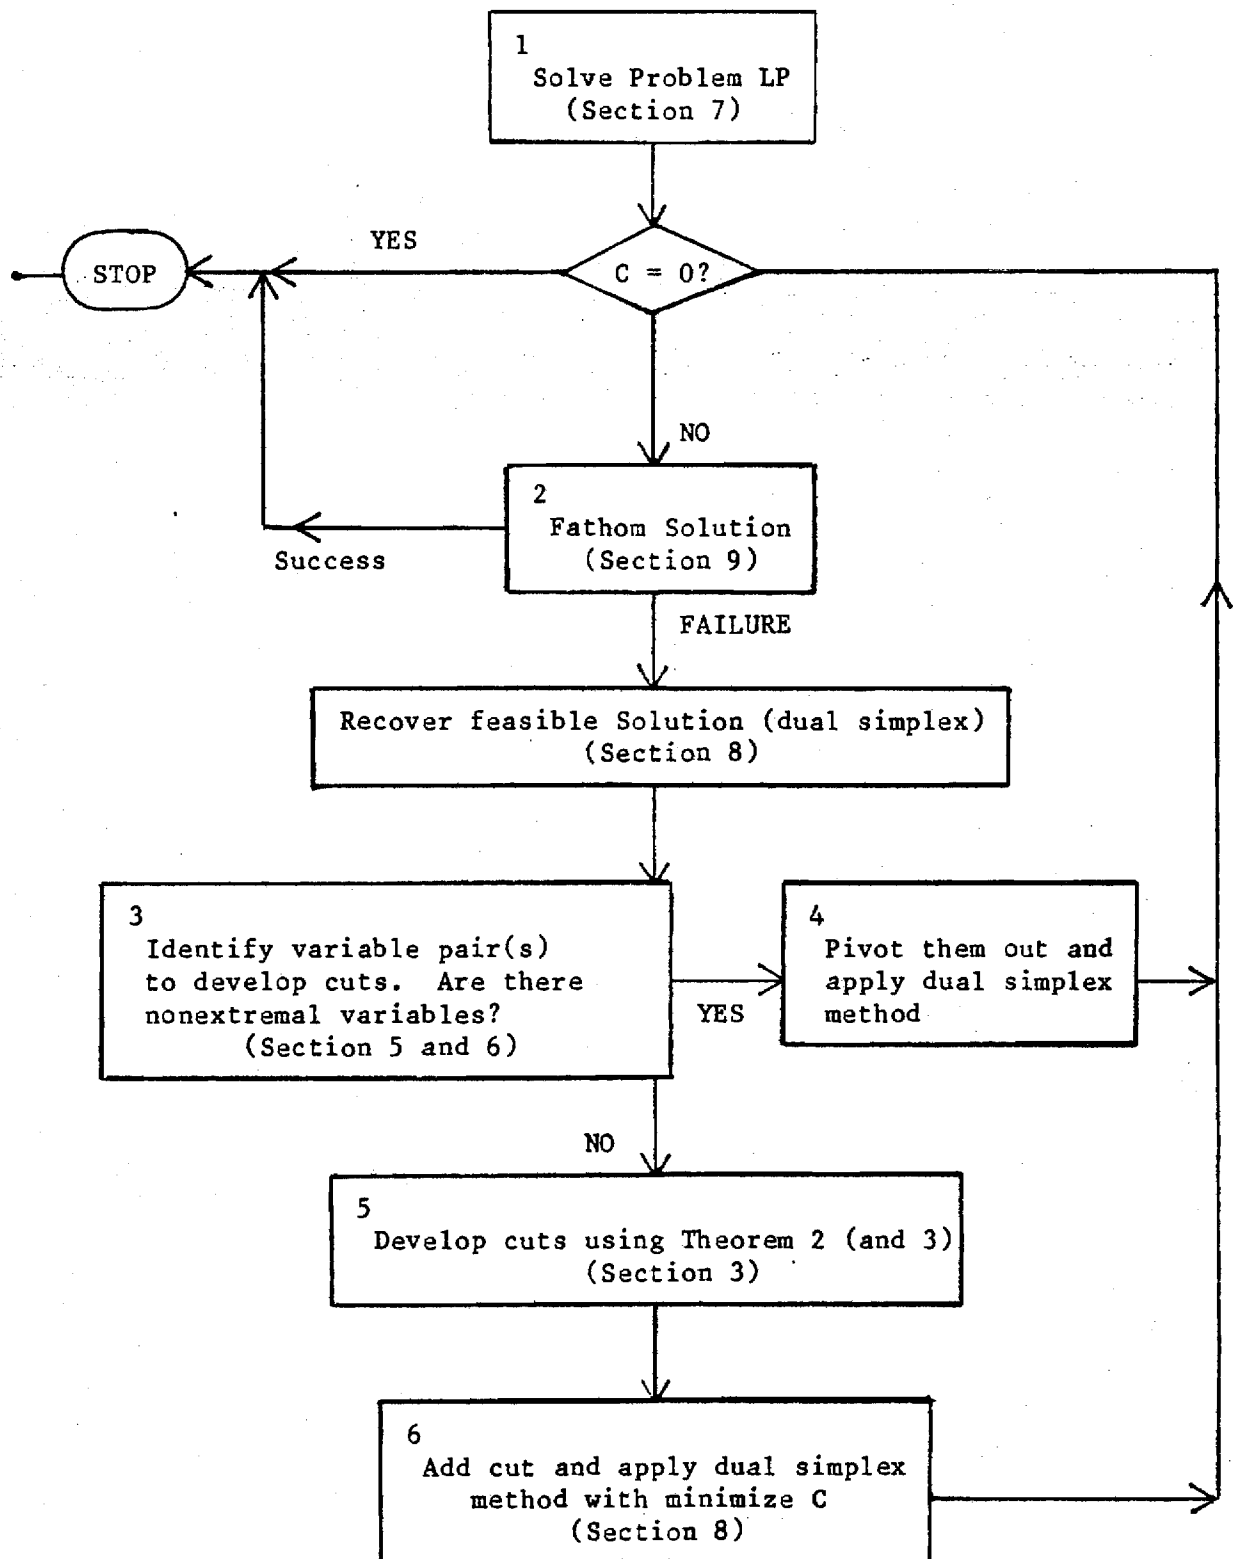 1
Solve Problem LP
(Section 7)
YES
STOP
C = 0?
NO
2
Fathom Solution
(Section 9)
Success
FAILURE
Recover feasible Solution (dual simplex)
(Section 8)
3
Identify variable pair(s)
to develop cuts. Are there
nonextremal variables?
(Section 5 and 6)
YES
4
Pivot them out and
apply dual simplex
method
NO
5
Develop cuts using Theorem 2 (and 3)
(Section 3)
6
Add cut and apply dual simplex
method with minimize C
(Section 8)